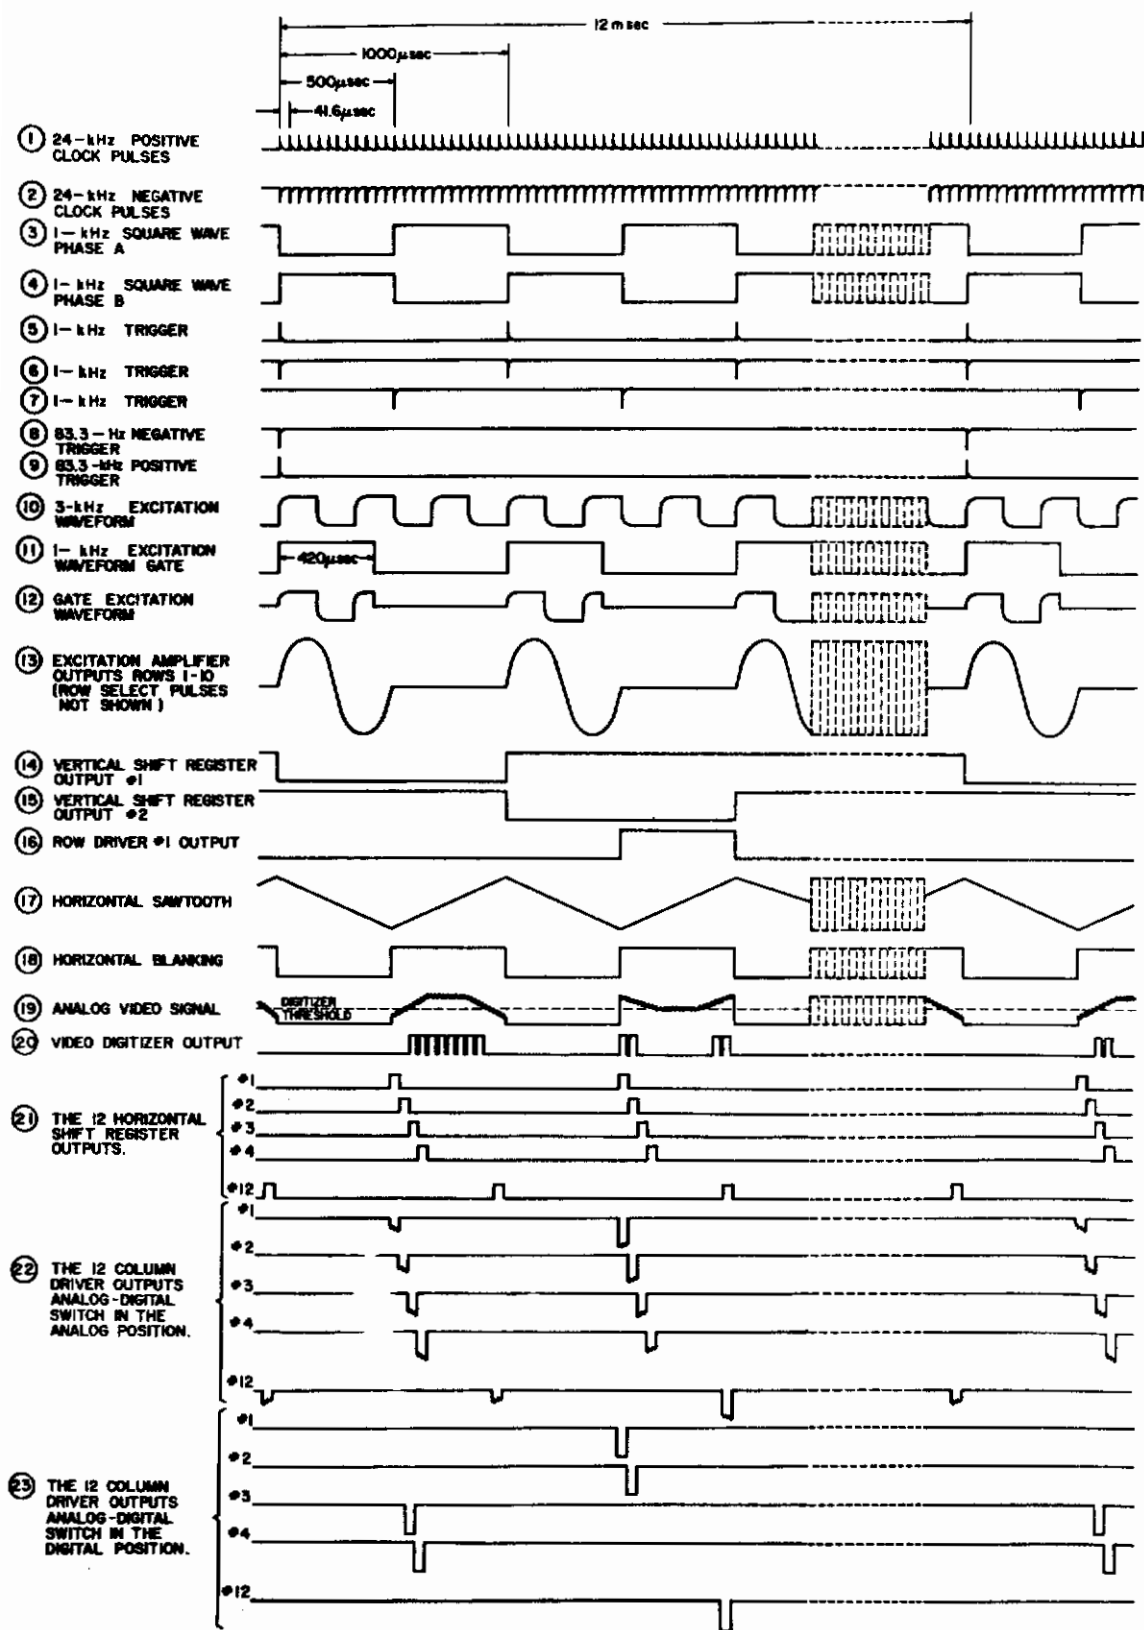 12 msec
1000μsec
500μsec
41.6μsec
1 24-kHz POSITIVE
CLOCK PULSES
2 24-kHz NEGATIVE
CLOCK PULSES
3 1-kHz SQUARE WAVE
PHASE A
4 1-kHz SQUARE WAVE
PHASE B
5 1-kHz TRIGGER
6 1-kHz TRIGGER
7 1-kHz TRIGGER
8 83.3-Hz NEGATIVE
TRIGGER
9 83.3-kHz POSITIVE
TRIGGER
10 3-kHz EXCITATION
WAVEFORM
11 1-kHz EXCITATION
WAVEFORM GATE
420μsec
12 GATE EXCITATION
WAVEFORM
13 EXCITATION AMPLIFIER
OUTPUTS ROWS 1-10
(ROW SELECT PULSES
NOT SHOWN)
14 VERTICAL SHIFT REGISTER
OUTPUT #1
15 VERTICAL SHIFT REGISTER
OUTPUT #2
16 ROW DRIVER #1 OUTPUT
17 HORIZONTAL SAWTOOTH
18 HORIZONTAL BLANKING
19 ANALOG VIDEO SIGNAL
DIGITIZER
THRESHOLD
20 VIDEO DIGITIZER OUTPUT
21 THE 12 HORIZONTAL
SHIFT REGISTER
OUTPUTS.
#1
#2
#3
#4
#12
22 THE 12 COLUMN
DRIVER OUTPUTS
ANALOG-DIGITAL
SWITCH IN THE
ANALOG POSITION.
#1
#2
#3
#4
#12
23 THE 12 COLUMN
DRIVER OUTPUTS
ANALOG-DIGITAL
SWITCH IN THE
DIGITAL POSITION.
#1
#2
#3
#4
#12